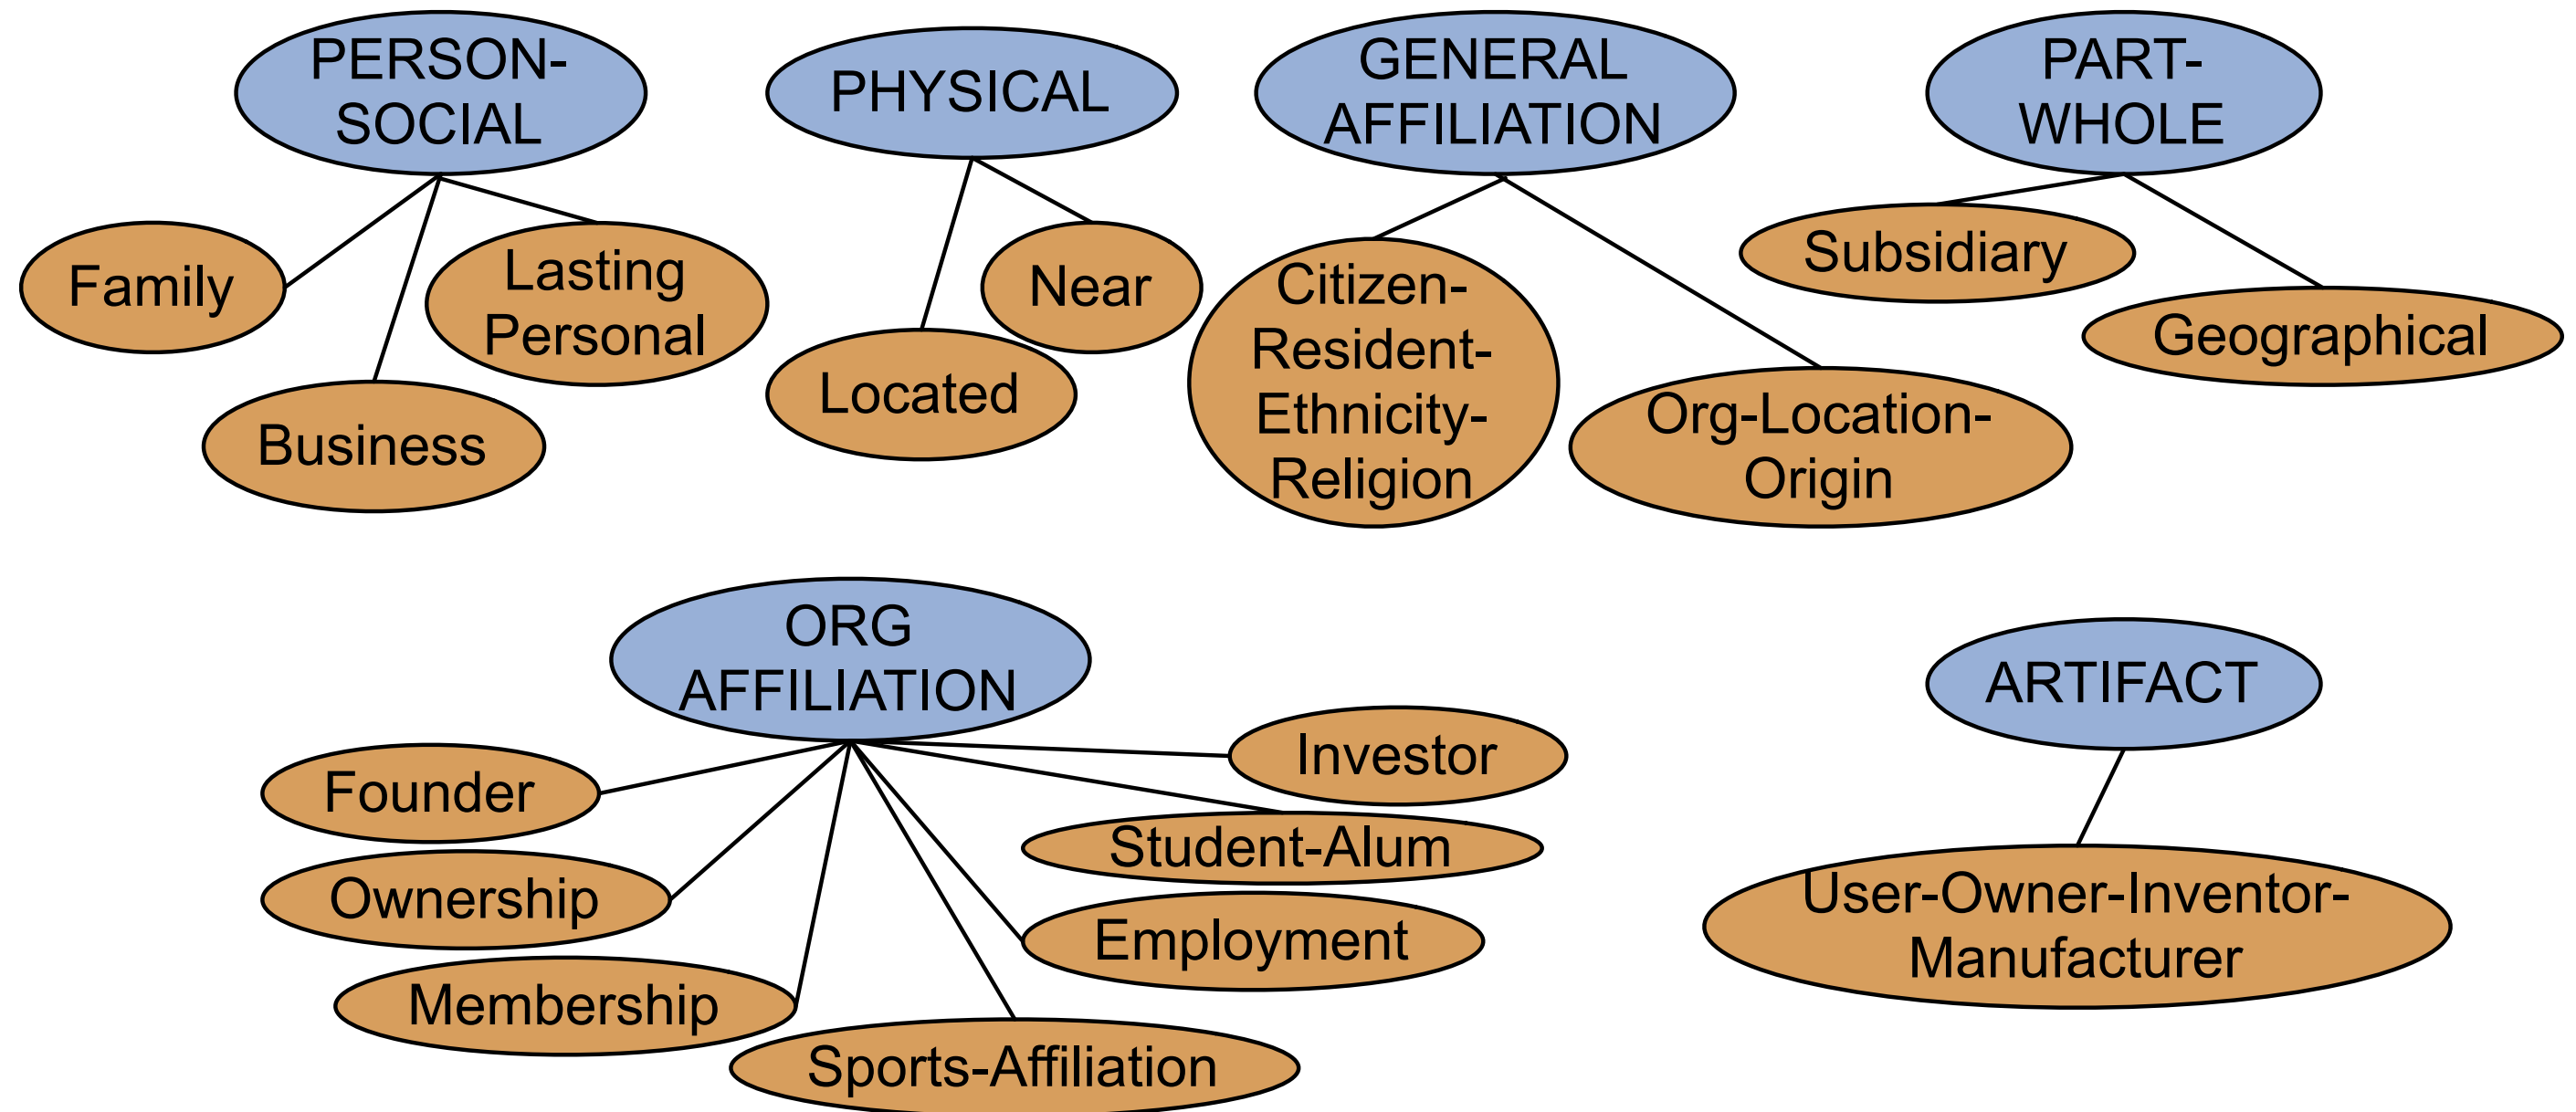 PERSON-
SOCIAL
PHYSICAL
GENERAL
AFFILIATION
PART-
WHOLE
Family
Lasting
Personal
Business
Near
Located
Citizen-
Resident-
Ethnicity-
Religion
Org-Location-
Origin
Subsidiary
Geographical
ORG
AFFILIATION
ARTIFACT
Founder
Ownership
Membership
Sports-Affiliation
Investor
Student-Alum
Employment
User-Owner-Inventor-
Manufacturer